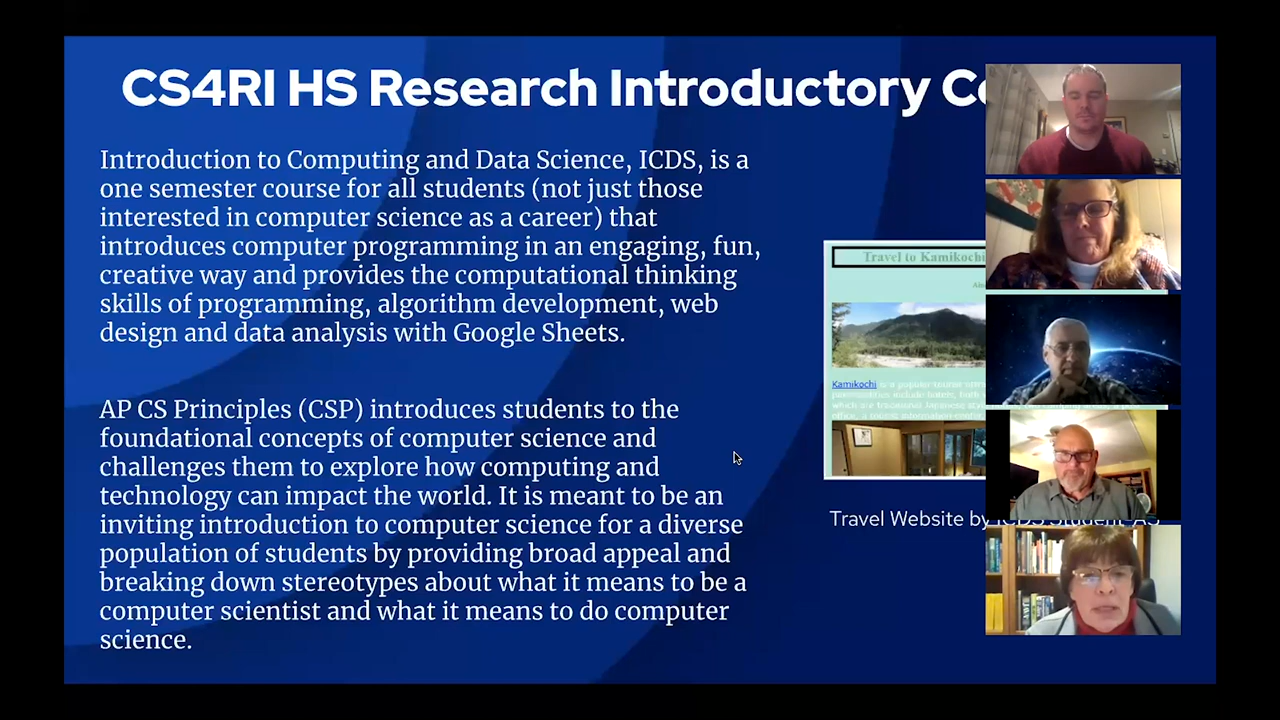 CS4RI HS Research Introductory
Introduction to Computing and Data Science, ICDS, is a
one semester course for all students (not just those
interested in computer science as a career) that
introduces computer programming in an engaging, fun,
creative way and provides the computational thinking
skills of programming, algorithm development, web
design and data analysis with Google Sheets.
AP CS Principles (CSP) introduces students to the
foundational concepts of computer science and
challenges them to explore how computing and
technology can impact the world. It is meant to be an
inviting introduction to computer science for a diverse
population of students by providing broad appeal and
breaking down stereotypes about what it means to be a
computer scientist and what it means to do computer
science.
Travel to Kamikochi
Kamikochi is a popular
Travel Website by ICDS Student, AS